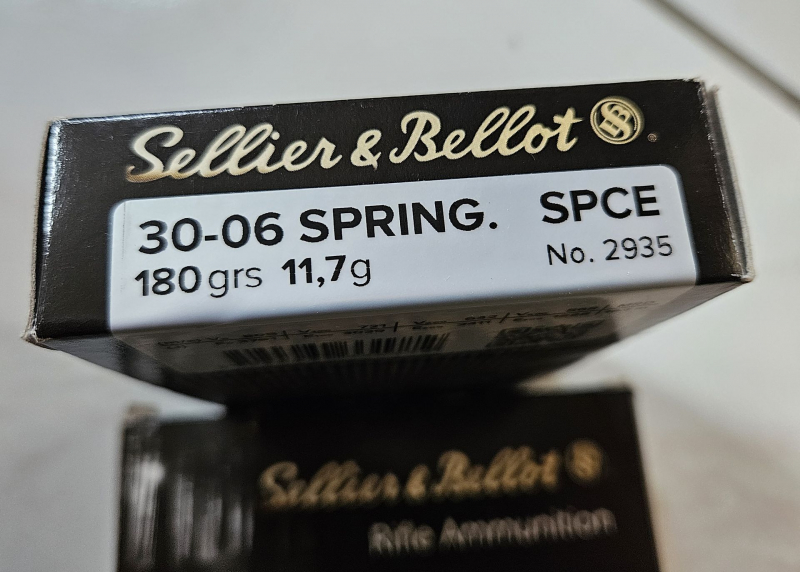 Sellier & Bellot
30-06 SPRING. SPCE
180 grs 11,7g No. 2935
Sellier & Bellot
Rifle Ammunition